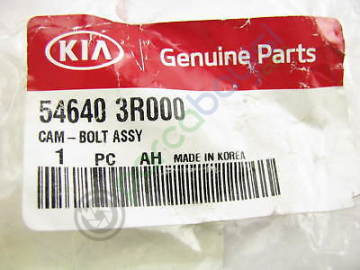 KIA Genuine Parts
54640 3R000
CAM-BOLT ASSY
1 PC AH MADE IN KOREA